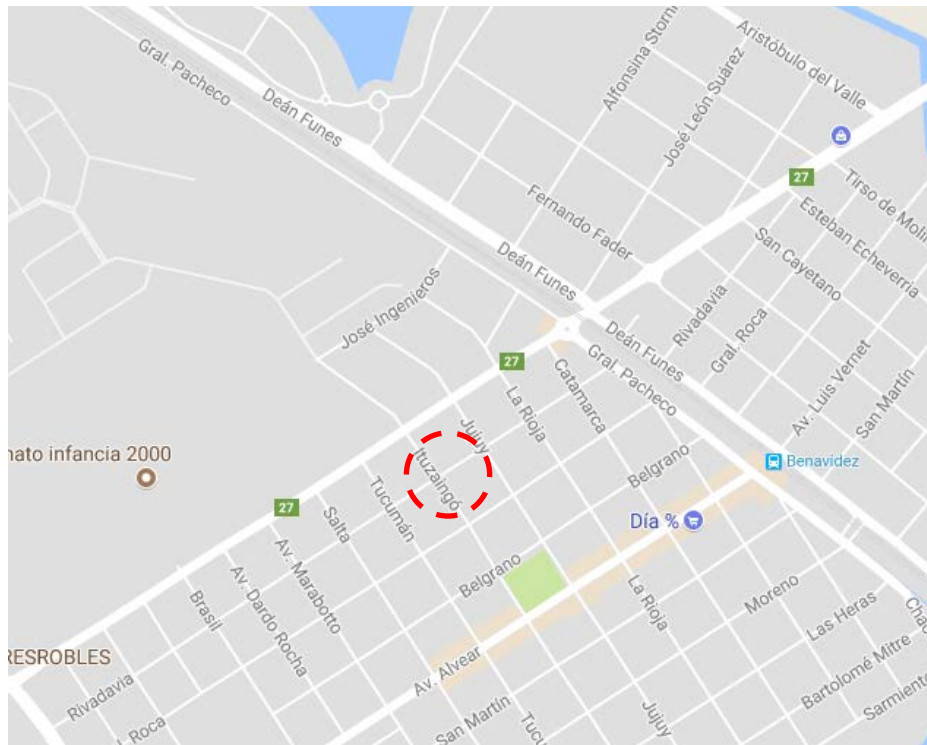 Gral. Pacheco
Deán Funes
Alfonsina Storni
José León Suárez
Aristóbulo del Valle
27
Tirso de Molin
Fernando Fader
Esteban Echeverria
San Cayetano
Deán Funes
José Ingenieros
Rivadavia
Gral. Roca
Deán Funes
Gral. Pacheco
Av. Luis Vernet
San Martín
27
Catamarca
La Rioja
Jujuy
nato infancia 2000
Ituzaingó
Belgrano
Benavidez
Tucumán
27
Salta
Día %
Av. Marabotto
Belgrano
Av. Dardo Rocha
Brasil
La Rioja
Moreno
Las Heras
Chac
RESROBLES
Av. Alvear
Bartolomé Mitre
Rivadavia
Sarmiento
l. Roca
San Martín
Tucu
Jujuy